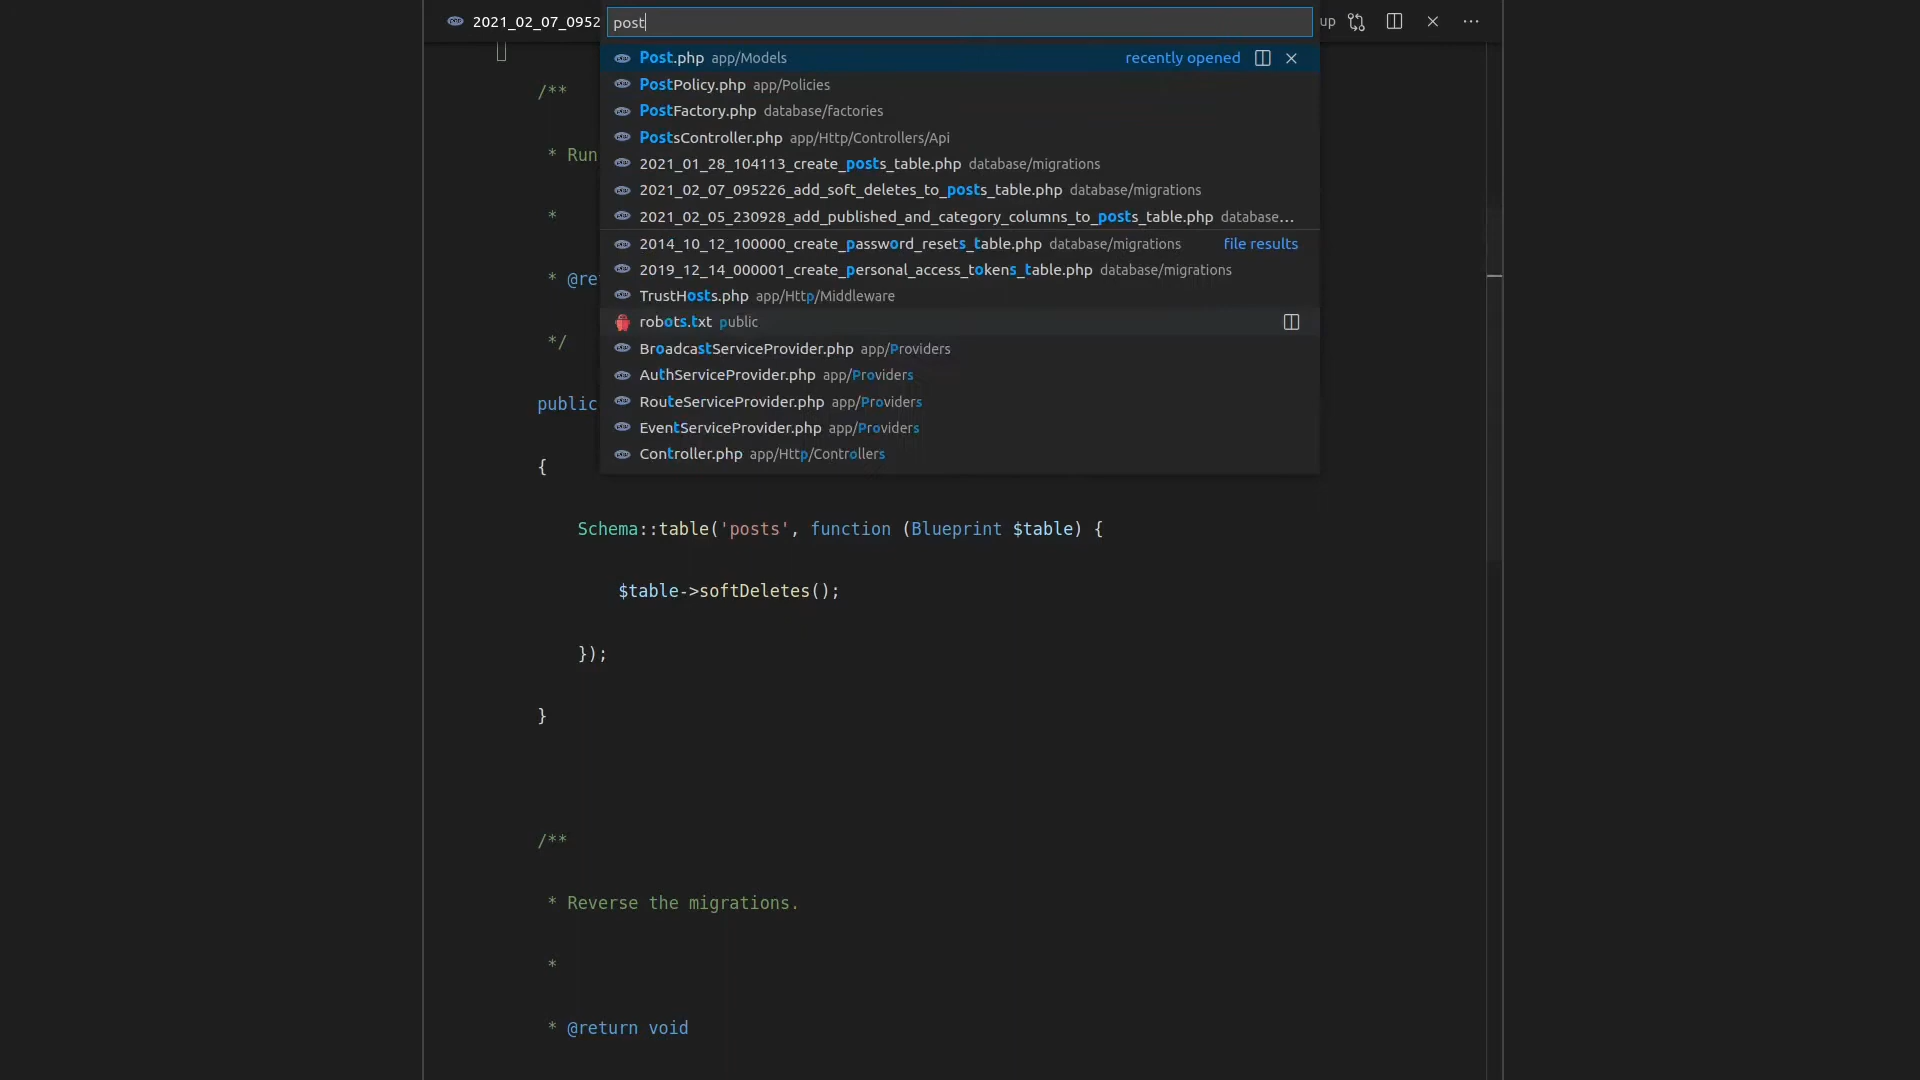 2021_02_07_0952
post
up
Post.php app/Models recently opened
PostPolicy.php app/Policies
PostFactory.php database/factories
PostsController.php app/Http/Controllers/Api
2021_01_28_104113_create_posts_table.php database/migrations
2021_02_07_095226_add_soft_deletes_to_posts_table.php database/migrations
2021_02_05_230928_add_published_and_category_columns_to_posts_table.php database...
2014_10_12_100000_create_password_resets_table.php database/migrations file results
2019_12_14_000001_create_personal_access_tokens_table.php database/migrations
TrustHosts.php app/Http/Middleware
robots.txt public
BroadcastServiceProvider.php app/Providers
AuthServiceProvider.php app/Providers
RouteServiceProvider.php app/Providers
EventServiceProvider.php app/Providers
Controller.php app/Http/Controllers
/**
* Run
*
* @re
*/
public
{
Schema::table('posts', function (Blueprint $table) {
$table->softDeletes();
});
}
/**
* Reverse the migrations.
*
* @return void